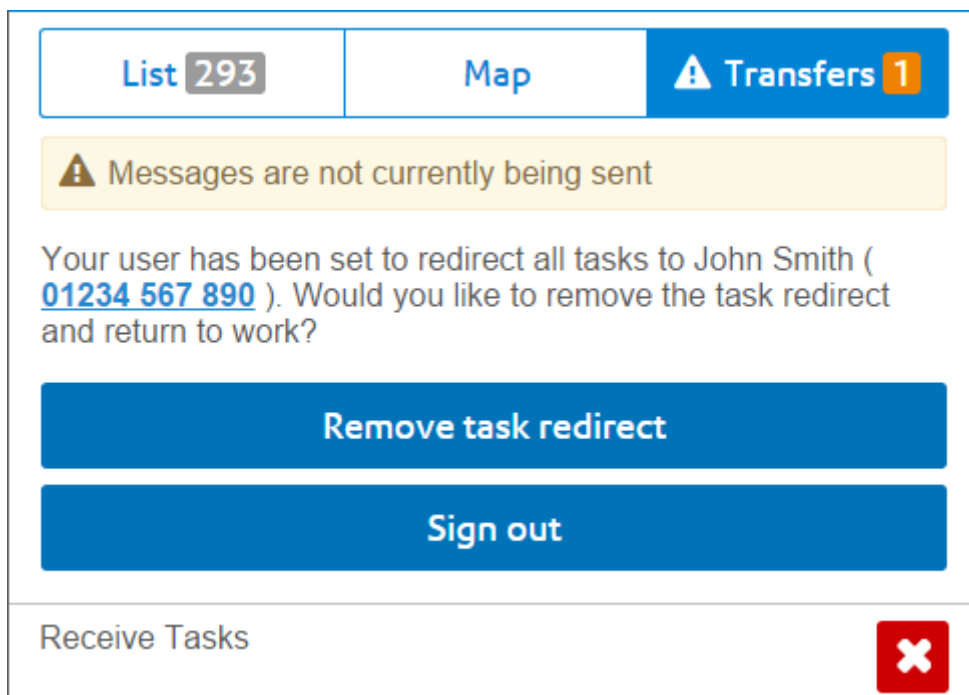 List 293 Map Transfers 1
Messages are not currently being sent
Your user has been set to redirect all tasks to John Smith (
01234 567 890 ). Would you like to remove the task redirect
and return to work?
Remove task redirect
Sign out
Receive Tasks